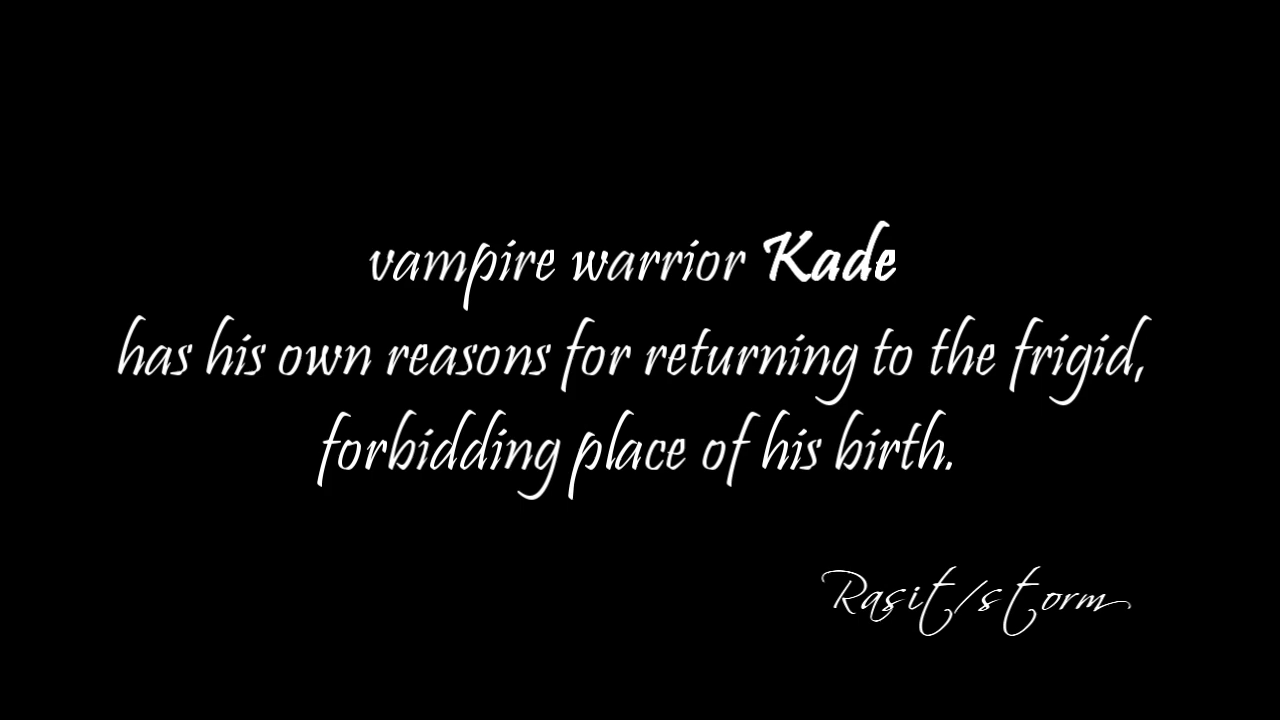 vampire warrior Kade
has his own reasons for returning to the frigid,
forbidding place of his birth.
Rasit/storm